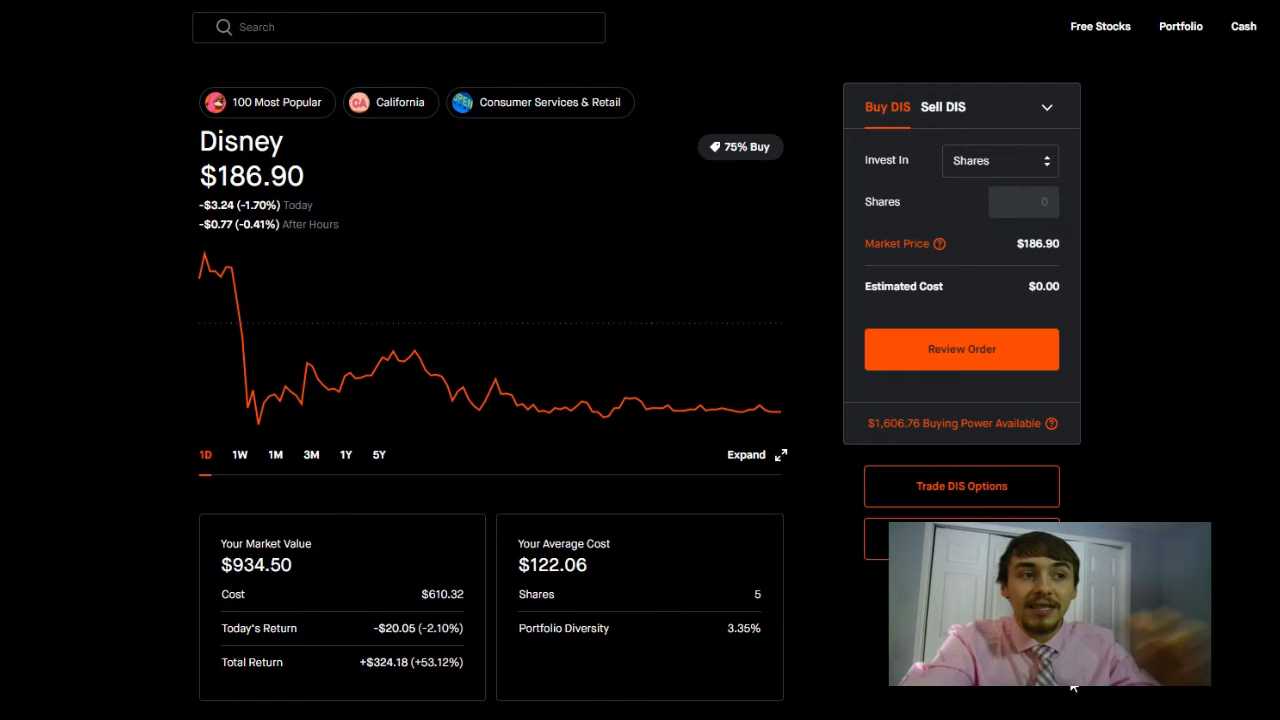 Search
Free Stocks
Portfolio
Cash
100 Most Popular
CA
California
Consumer Services & Retail
Disney
$186.90
-$3.24 (-1.70%) Today
-$0.77 (-0.41%) After Hours
75% Buy
1D
1W
1M
3M
1Y
5Y
Expand
Your Market Value
$934.50
Cost
$610.32
Today's Return
-$20.05 (-2.10%)
Total Return
+$324.18 (+53.12%)
Your Average Cost
$122.06
Shares
5
Portfolio Diversity
3.35%
Buy DIS
Sell DIS
Invest In
Shares
Shares
0
Market Price
$186.90
Estimated Cost
$0.00
Review Order
$1,606.76 Buying Power Available
Trade DIS Options